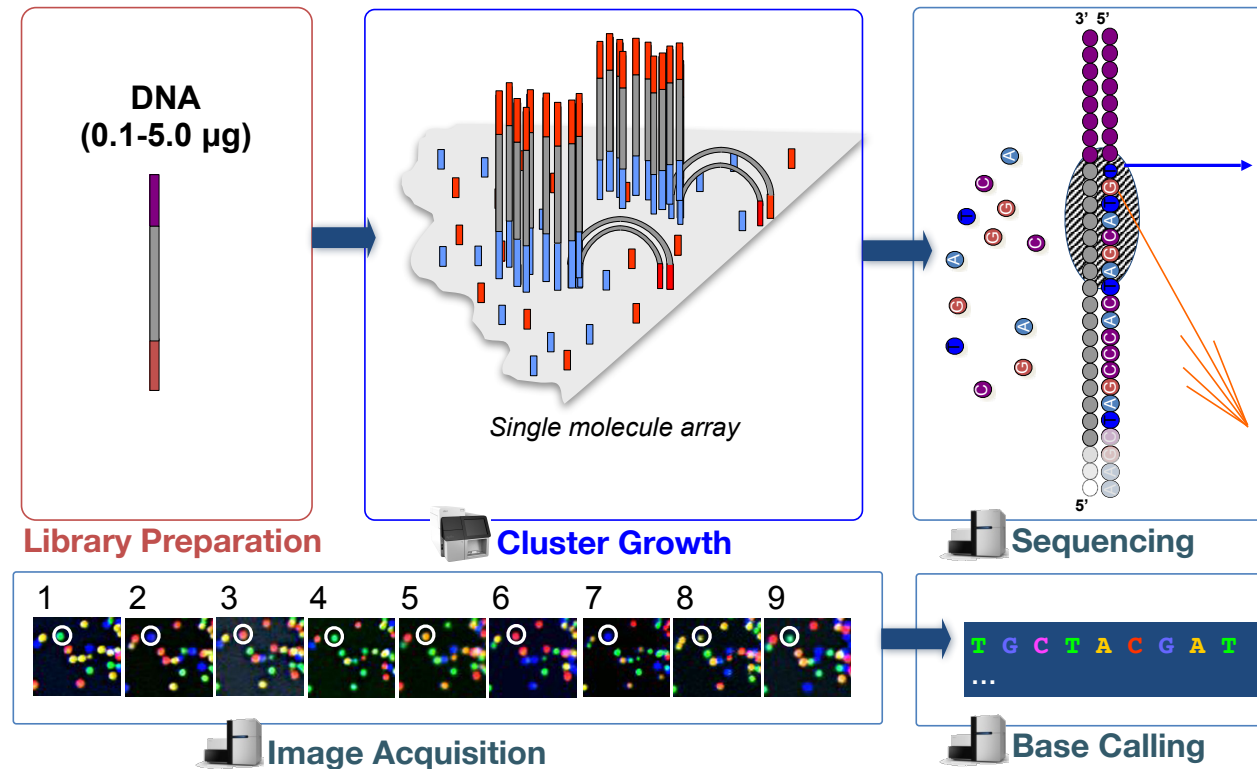 DNA
(0.1-5.0 µg)
Library Preparation
Single molecule array
Cluster Growth
3' 5'
A
C
G
T
G
C
A
G
A
T
G
C
T
G
T
A
C
G
A
T
C
A
C
C
C
G
A
T
C
G
A
A
5'
Sequencing
1 2 3 4 5 6 7 8 9
Image Acquisition
T G C T A C G A T
...
Base Calling